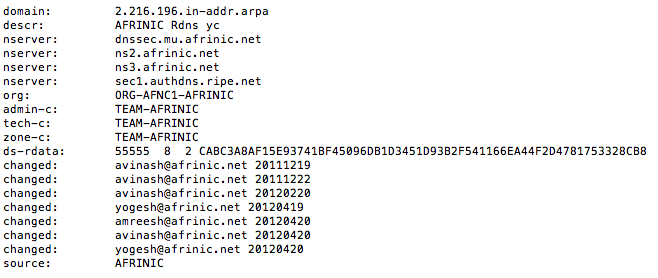 domain: 2.216.196.in-addr.arpa
descr: AFRINIC Rdns yc
nserver: dnssec.mu.afrinic.net
nserver: ns2.afrinic.net
nserver: ns3.afrinic.net
nserver: sec1.authdns.ripe.net
org: ORG-AFNC1-AFRINIC
admin-c: TEAM-AFRINIC
tech-c: TEAM-AFRINIC
zone-c: TEAM-AFRINIC
ds-rdata: 55555 8 2 CABC3A8AF15E93741BF45096DB1D3451D93B2F541166EA44F2D4781753328CB8
changed: avinash@afrinic.net 20111219
changed: avinash@afrinic.net 20111222
changed: avinash@afrinic.net 20120220
changed: yogesh@afrinic.net 20120419
changed: amreesh@afrinic.net 20120420
changed: avinash@afrinic.net 20120420
changed: yogesh@afrinic.net 20120420
source: AFRINIC